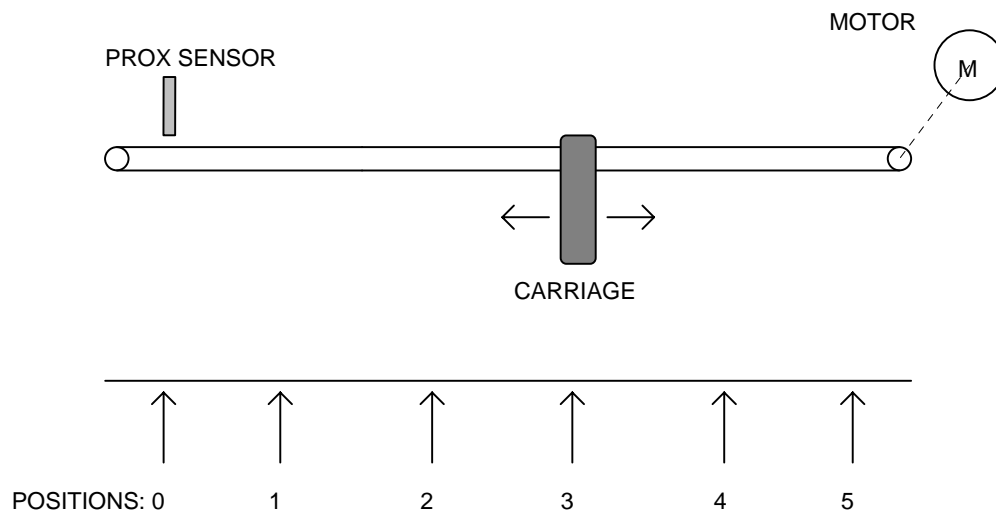 MOTOR
PROX SENSOR
M
CARRIAGE
POSITIONS: 0 1 2 3 4 5